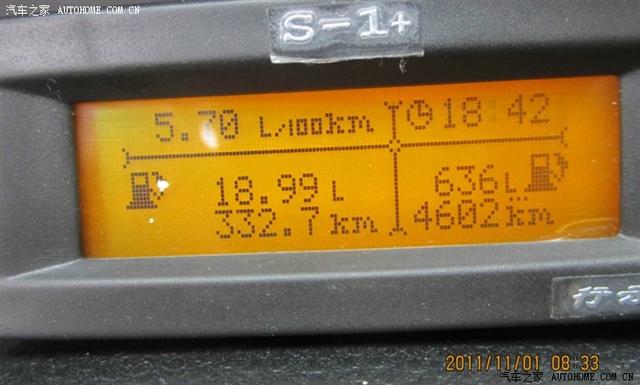 汽车之家 AUTOHOME.COM.CN
S-1+
5.70 L/100km
18:42
18.99 L
332.7 km
636 L
4602 km
行
2011/11/01 08:33
汽车之家 AUTOHOME.COM.CN